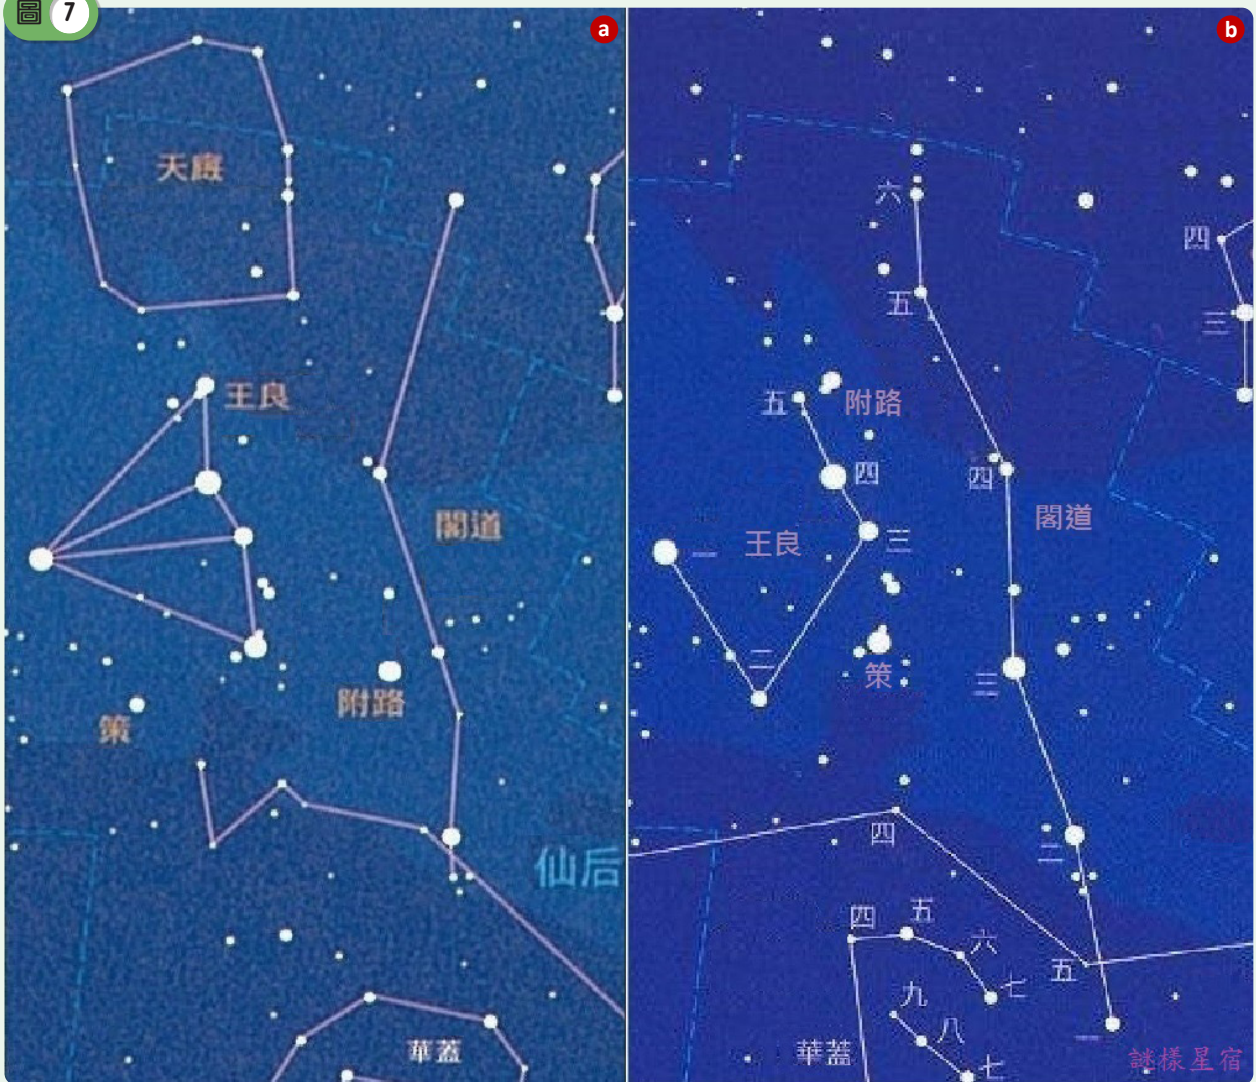 圖 7
a
天廐
王良
閣道
附路
策
仙后
華蓋
b
六
四
五
三
五
附路
四
四
閣道
一
王良
三
二
策
三
四
二
四
五
六
五
七
九
八
華蓋
七
一
謎樣星宿